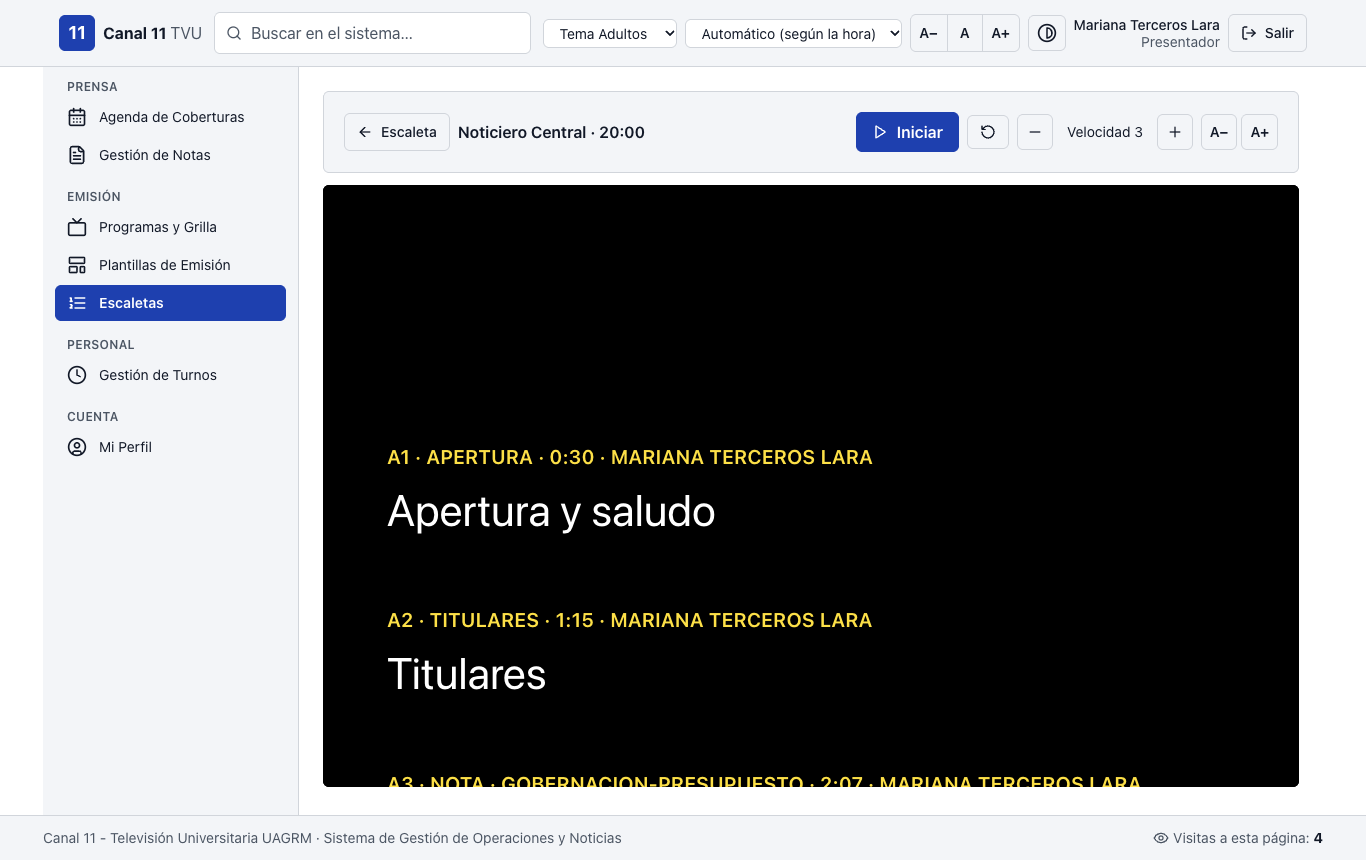 11 Canal 11 TVU
Buscar en el sistema...
Tema Adultos
Automático (según la hora)
A−
A
A+
Mariana Terceros Lara
Presentador
Salir
PRENSA
Agenda de Coberturas
Gestión de Notas
EMISIÓN
Programas y Grilla
Plantillas de Emisión
Escaletas
PERSONAL
Gestión de Turnos
CUENTA
Mi Perfil
Escaleta
Noticiero Central · 20:00
Iniciar
Velocidad 3
A−
A+
A1 · APERTURA · 0:30 · MARIANA TERCEROS LARA
Apertura y saludo
A2 · TITULARES · 1:15 · MARIANA TERCEROS LARA
Titulares
A3 · NOTA · GOBERNACION-PRESUPUESTO · 2:07 · MARIANA TERCEROS LARA
Canal 11 - Televisión Universitaria UAGRM · Sistema de Gestión de Operaciones y Noticias
Visitas a esta página: 4